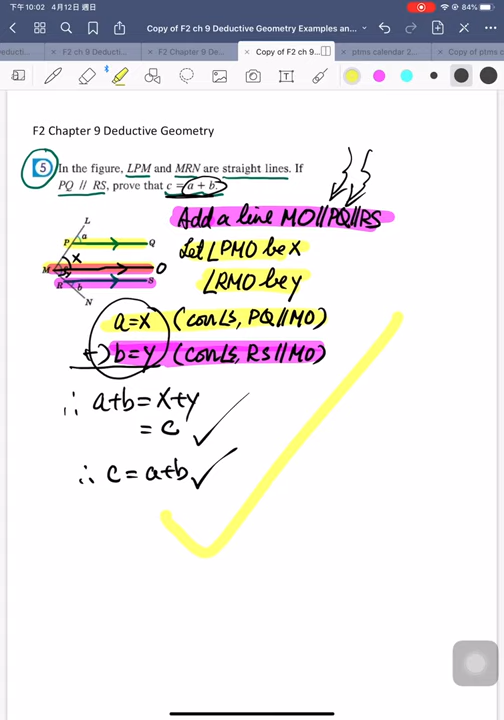 下午 10:02 4月12日 週二
84%
Copy of F2 ch 9 Deductive Geometry Examples an
F2 ch 9 Deducti...
F2 Chapter 9 De...
Copy of F2 ch 9...
ptms calendar 2...
Copy of ptms c
F2 Chapter 9 Deductive Geometry
5 In the figure, LPM and MRN are straight lines. If
PQ // RS, prove that c = a + b.
Add a line MO//PQ//RS
Let ∠PMO be x
∠RMO be y
a=x (corr∠s, PQ//MO)
+) b=y (corr∠s, RS//MO)
∴ a+b = x+y
= c
∴ c = a+b
L
P a Q
x
M O
R b S
N